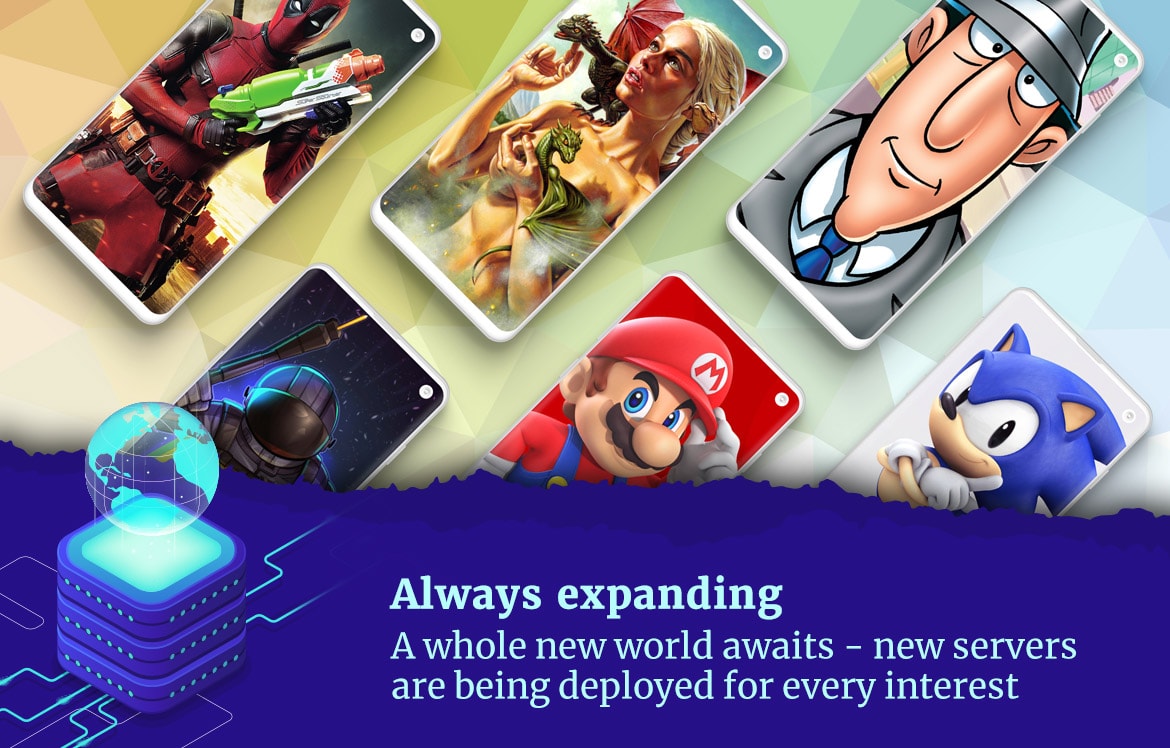 M
Always expanding
A whole new world awaits - new servers
are being deployed for every interest